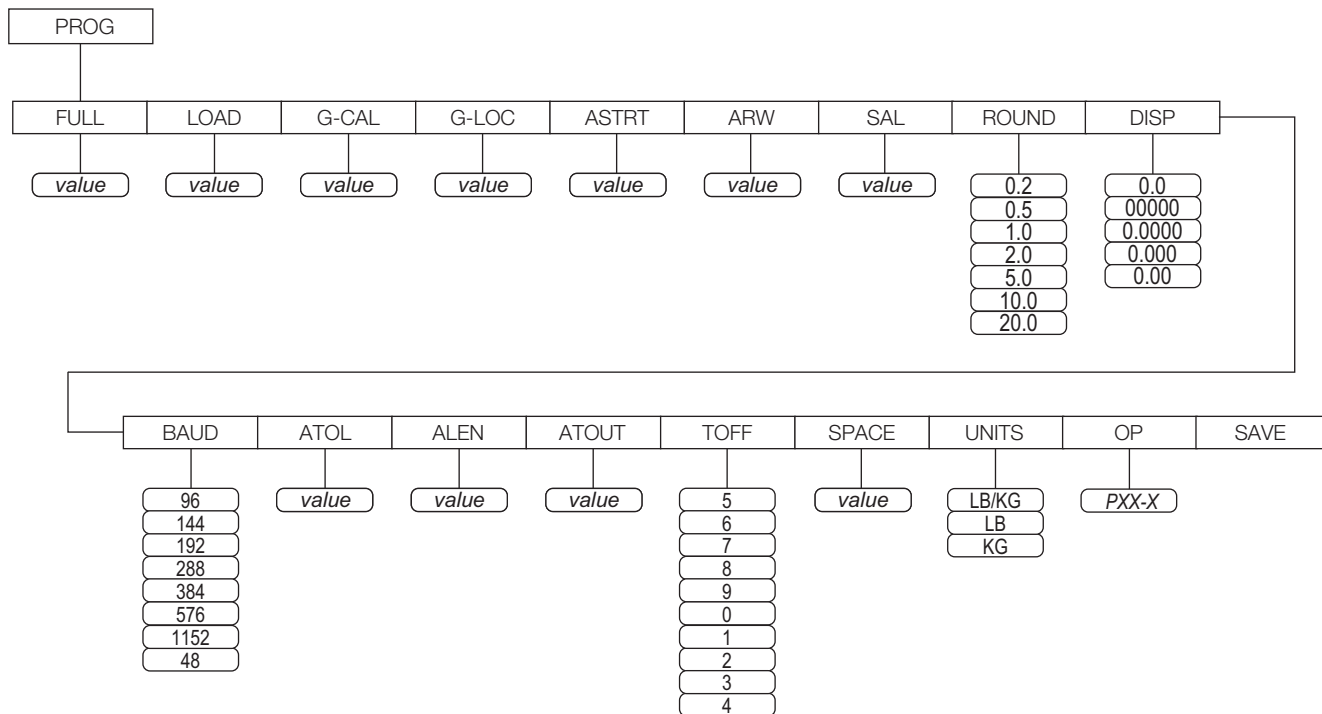 PROG
FULL LOAD G-CAL G-LOC ASTRT ARW SAL ROUND DISP
value value value value value value value 0.2 0.0
0.5 00000
1.0 0.0000
2.0 0.000
5.0 0.00
10.0
20.0
BAUD ATOL ALEN ATOUT TOFF SPACE UNITS OP SAVE
96 value value value 5 value LB/KG PXX-X
144 6 LB
192 7 KG
288 8
384 9
576 0
1152 1
48 2
3
4